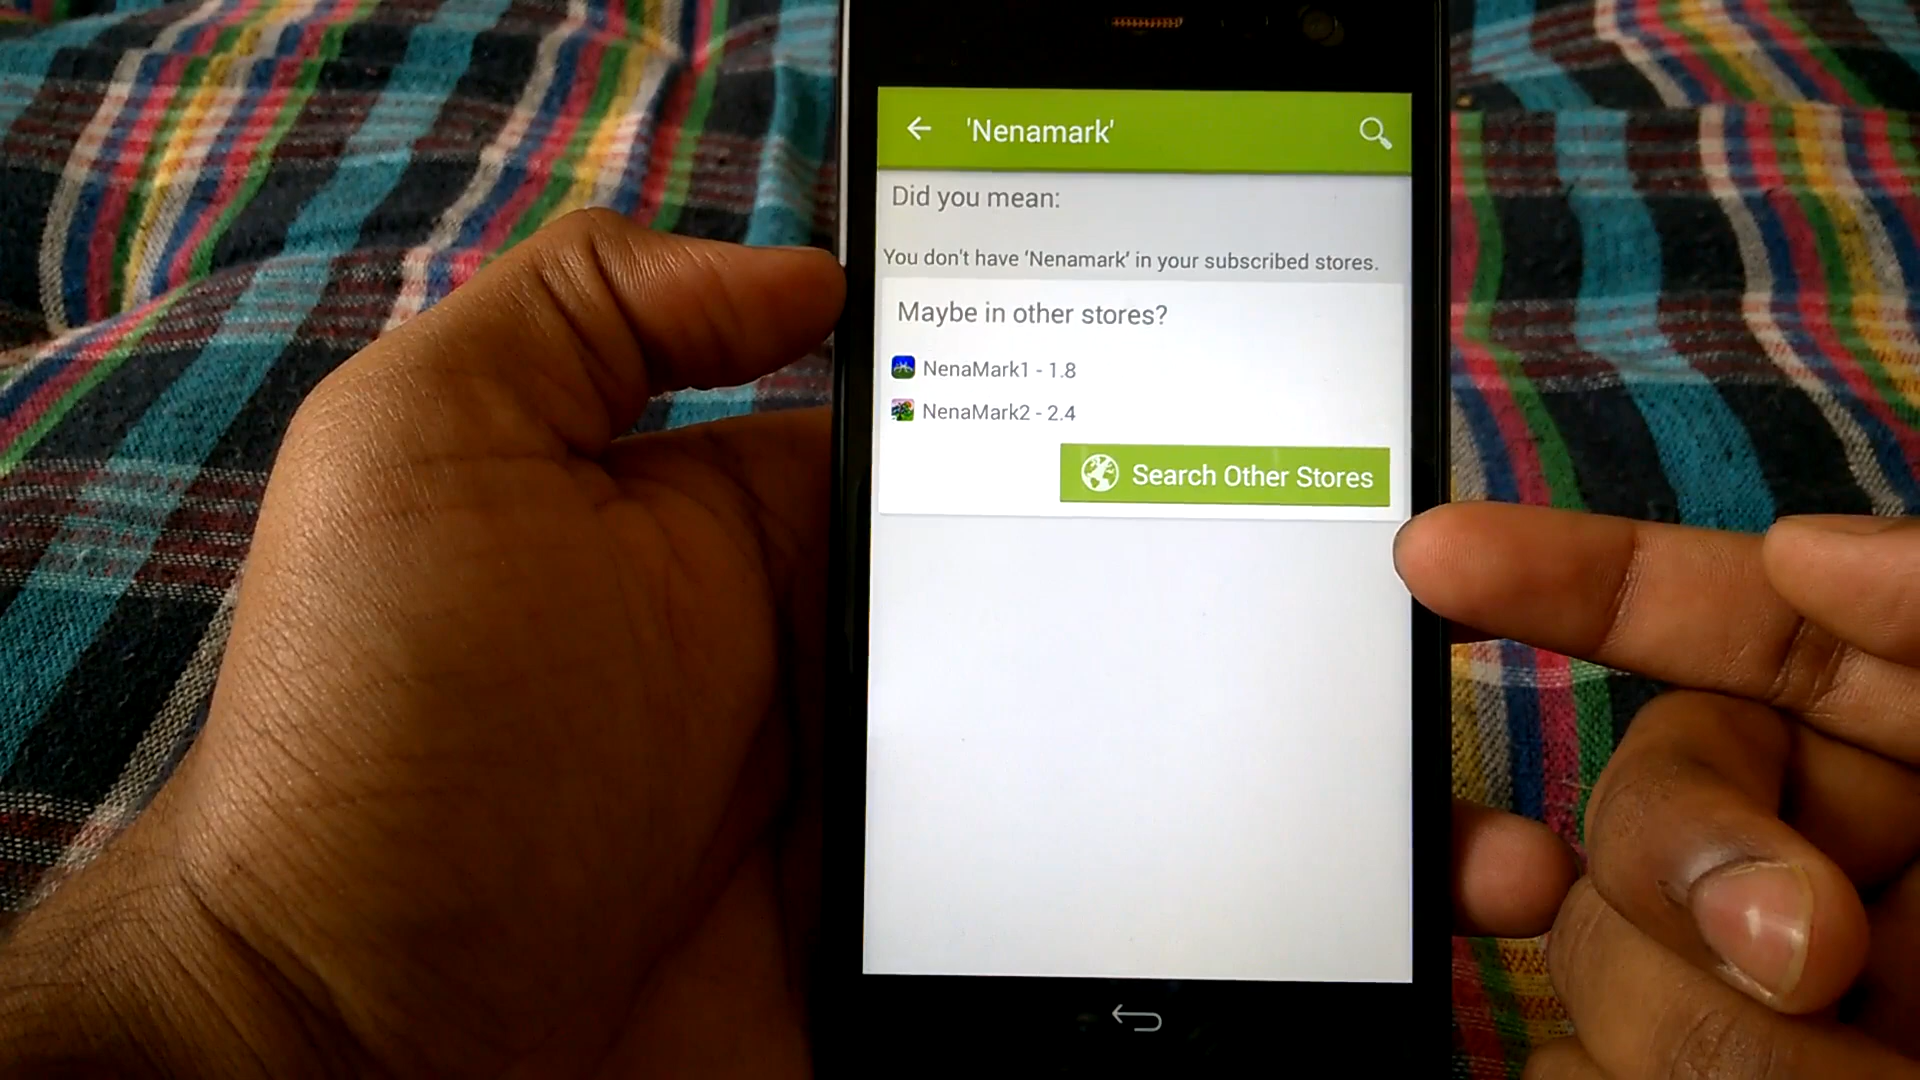 'Nenamark'
Did you mean:
You don't have 'Nenamark' in your subscribed stores.
Maybe in other stores?
NenaMark1 - 1.8
NenaMark2 - 2.4
Search Other Stores